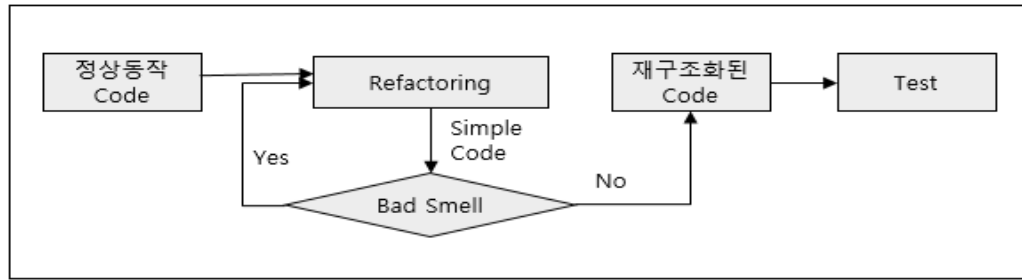 정상동작
Code
Refactoring
재구조화된
Code
Test
Simple
Code
Yes
No
Bad Smell